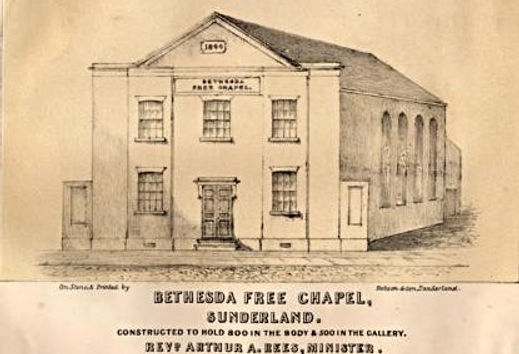 1844
BETHESDA
FREE CHAPEL.
On Stone & Printed by
Robson & Son, Sunderland.
BETHESDA FREE CHAPEL,
SUNDERLAND.
CONSTRUCTED TO HOLD 800 IN THE BODY & 500 IN THE GALLERY.
REVD ARTHUR A. REES, MINISTER.